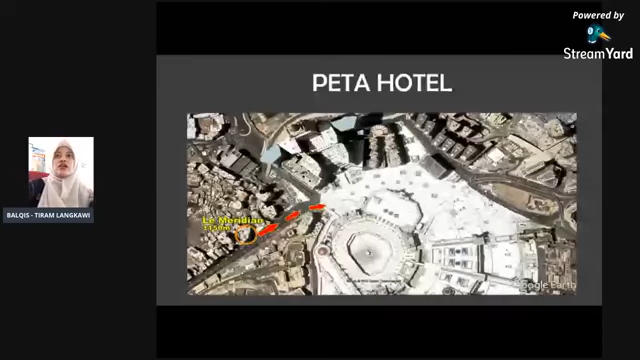 Powered by
StreamYard
PETA HOTEL
Le Meridian
BALQIS - TIRAM LANGKAWI
Google Earth